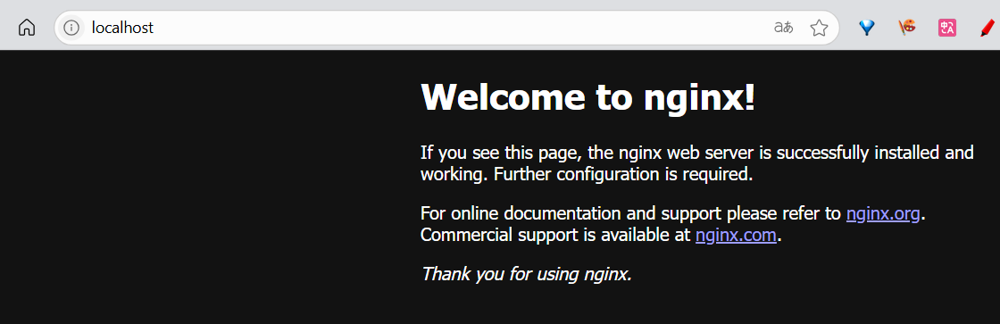 localhost
aあ
Welcome to nginx!
If you see this page, the nginx web server is successfully installed and
working. Further configuration is required.
For online documentation and support please refer to nginx.org.
Commercial support is available at nginx.com.
Thank you for using nginx.